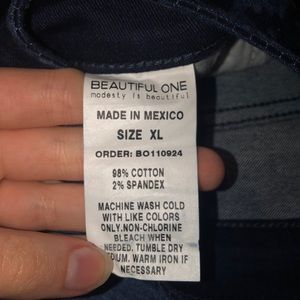 BEAUTIFUL ONE
modesty is beautiful
MADE IN MEXICO
SIZE XL
ORDER: BO110924
98% COTTON
2% SPANDEX
MACHINE WASH COLD
WITH LIKE COLORS
ONLY.NON-CHLORINE
BLEACH WHEN
NEEDED. TUMBLE DRY
WARM IRON IF
NECESSARY